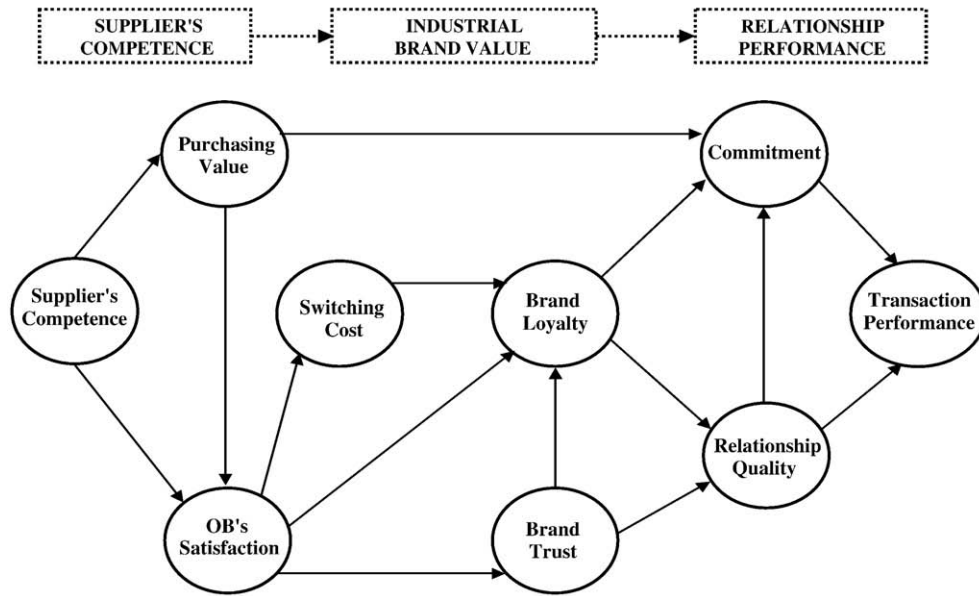 SUPPLIER'S
COMPETENCE
INDUSTRIAL
BRAND VALUE
RELATIONSHIP
PERFORMANCE
Purchasing
Value
Commitment
Supplier's
Competence
Switching
Cost
Brand
Loyalty
Transaction
Performance
Relationship
Quality
OB's
Satisfaction
Brand
Trust